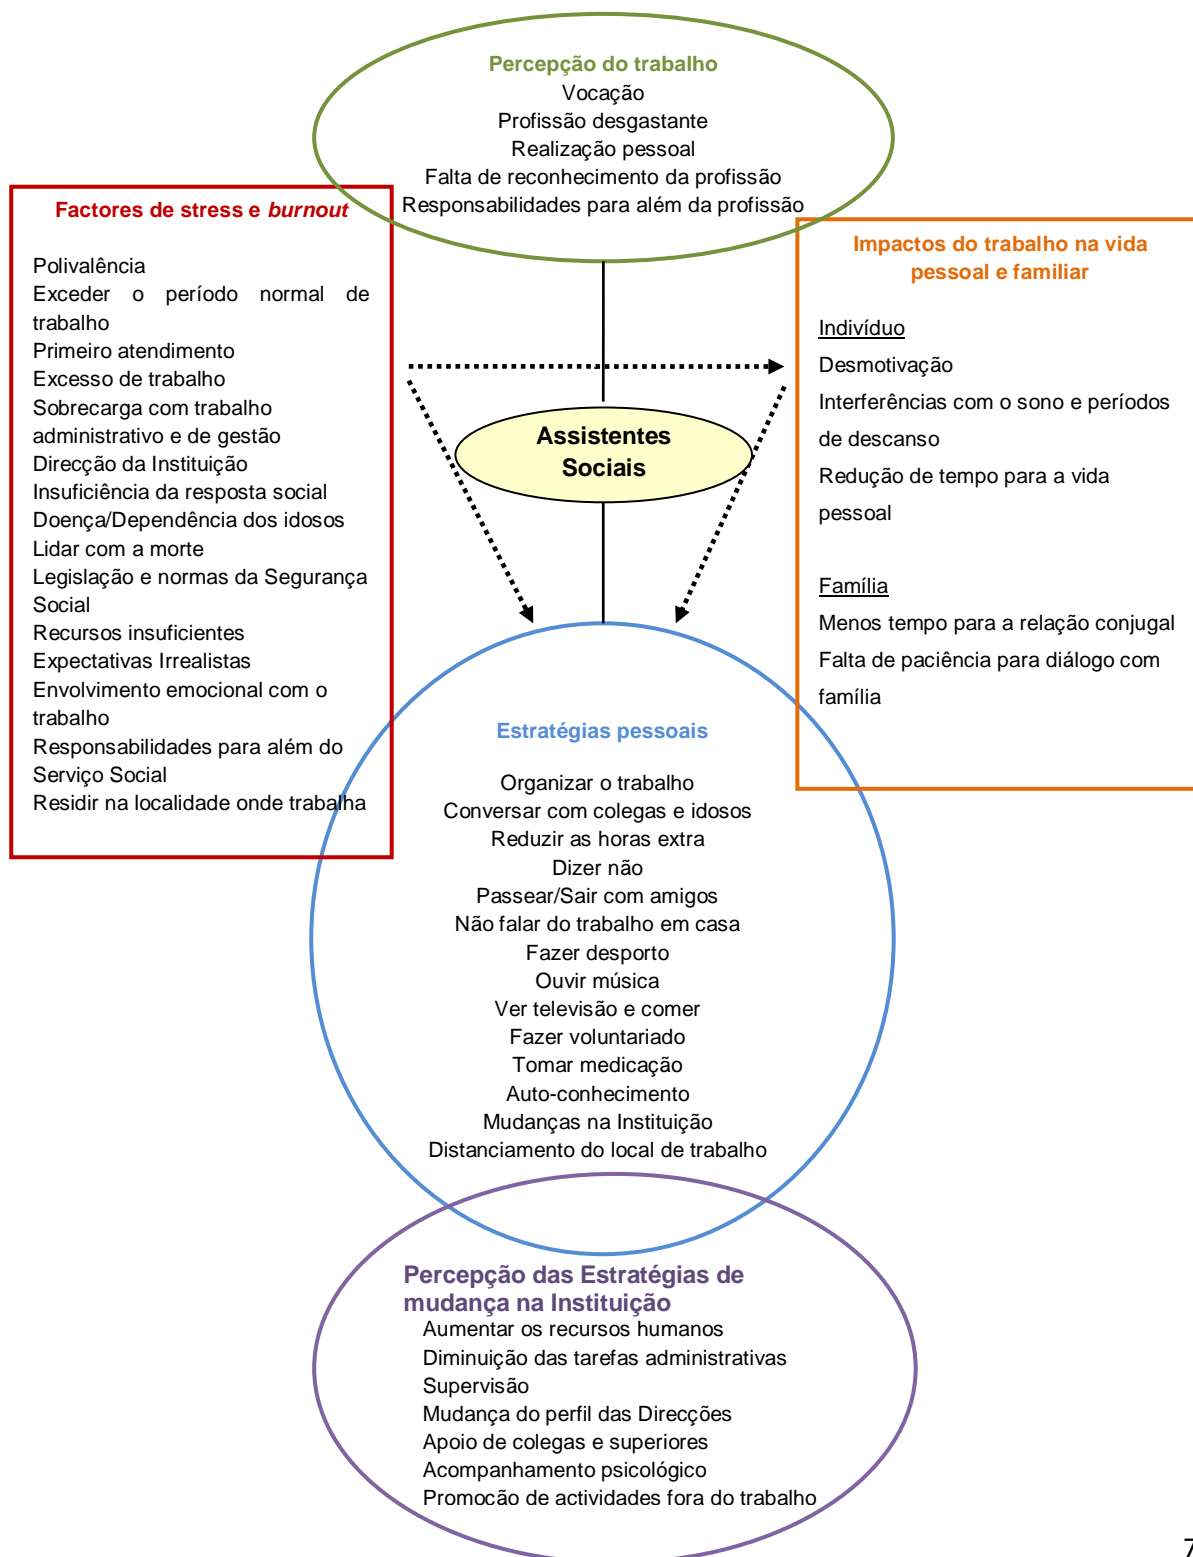 Percepção do trabalho
Vocação
Profissão desgastante
Realização pessoal
Falta de reconhecimento da profissão
Responsabilidades para além da profissão
Factores de stress e burnout
Polivalência
Exceder o período normal de
trabalho
Primeiro atendimento
Excesso de trabalho
Sobrecarga com trabalho
administrativo e de gestão
Direcção da Instituição
Insuficiência da resposta social
Doença/Dependência dos idosos
Lidar com a morte
Legislação e normas da Segurança
Social
Recursos insuficientes
Expectativas Irrealistas
Envolvimento emocional com o
trabalho
Responsabilidades para além do
Serviço Social
Residir na localidade onde trabalha
Impactos do trabalho na vida
pessoal e familiar
Indivíduo
Desmotivação
Interferências com o sono e períodos
de descanso
Redução de tempo para a vida
pessoal
Família
Menos tempo para a relação conjugal
Falta de paciência para diálogo com
família
Assistentes
Sociais
Estratégias pessoais
Organizar o trabalho
Conversar com colegas e idosos
Reduzir as horas extra
Dizer não
Passear/Sair com amigos
Não falar do trabalho em casa
Fazer desporto
Ouvir música
Ver televisão e comer
Fazer voluntariado
Tomar medicação
Auto-conhecimento
Mudanças na Instituição
Distanciamento do local de trabalho
Percepção das Estratégias de
mudança na Instituição
Aumentar os recursos humanos
Diminuição das tarefas administrativas
Supervisão
Mudança do perfil das Direcções
Apoio de colegas e superiores
Acompanhamento psicológico
Promocão de actividades fora do trabalho
7